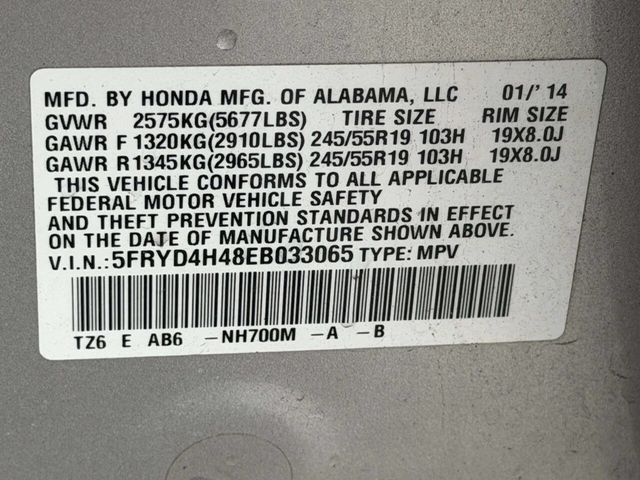 MFD. BY HONDA MFG. OF ALABAMA, LLC 01/'14
GVWR 2575KG(5677LBS) TIRE SIZE RIM SIZE
GAWR F 1320KG(2910LBS) 245/55R19 103H 19X8.0J
GAWR R 1345KG(2965LBS) 245/55R19 103H 19X8.0J
THIS VEHICLE CONFORMS TO ALL APPLICABLE
FEDERAL MOTOR VEHICLE SAFETY
AND THEFT PREVENTION STANDARDS IN EFFECT
ON THE DATE OF MANUFACTURE SHOWN ABOVE.
V.I.N.:5FRYD4H48EB033065 TYPE: MPV
TZ6 E AB6 -NH700M -A -B